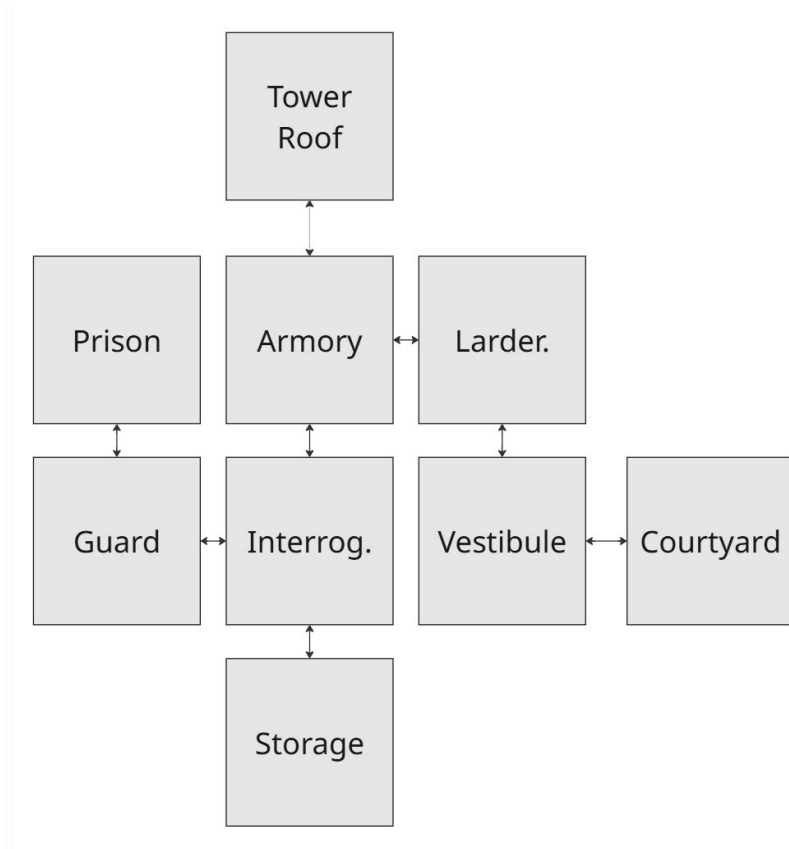 Tower
Roof
Prison
Armory
Larder.
Guard
Interrog.
Vestibule
Courtyard
Storage